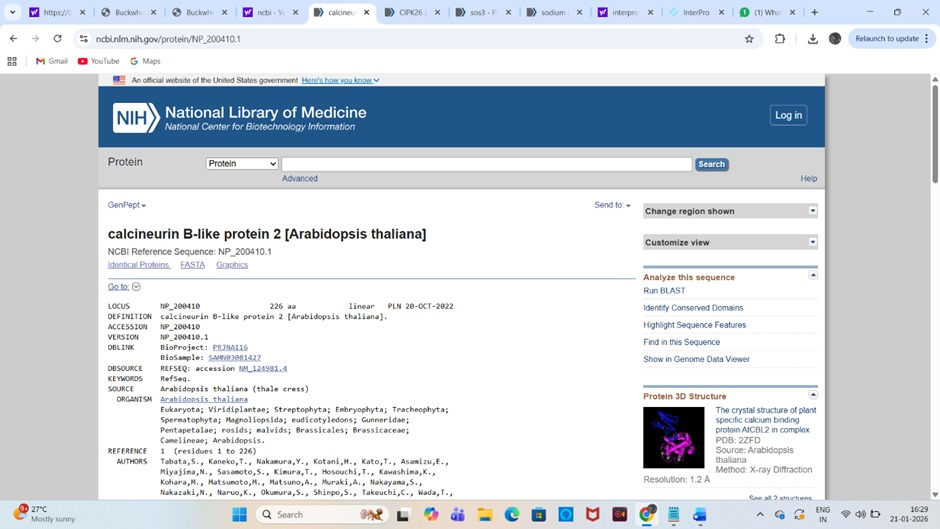 https://
Buckwhe
Buckwhe
ncbi - Ya
calcineur
CIPK26 [
sos3 - P
sodium
interpro
InterPro
(1) What
ncbi.nlm.nih.gov/protein/NP_200410.1
Relaunch to update
Gmail
YouTube
Maps
An official website of the United States government Here's how you know
NIH
National Library of Medicine
National Center for Biotechnology Information
Log in
Protein
Protein
Search
Advanced
Help
GenPept
Send to:
calcineurin B-like protein 2 [Arabidopsis thaliana]
NCBI Reference Sequence: NP_200410.1
Identical Proteins FASTA Graphics
Go to:
LOCUS NP_200410 226 aa linear PLN 20-OCT-2022
DEFINITION calcineurin B-like protein 2 [Arabidopsis thaliana].
ACCESSION NP_200410
VERSION NP_200410.1
DBLINK BioProject: PRJNA116
BioSample: SAMN03081427
DBSOURCE REFSEQ: accession NM_124981.4
KEYWORDS RefSeq.
SOURCE Arabidopsis thaliana (thale cress)
ORGANISM Arabidopsis thaliana
Eukaryota; Viridiplantae; Streptophyta; Embryophyta; Tracheophyta;
Spermatophyta; Magnoliopsida; eudicotyledons; Gunneridae;
Pentapetalae; rosids; malvids; Brassicales; Brassicaceae;
Camelineae; Arabidopsis.
REFERENCE 1 (residues 1 to 226)
AUTHORS Tabata,S., Kaneko,T., Nakamura,Y., Kotani,H., Kato,T., Asamizu,E.,
Miyajima,N., Sasamoto,S., Kimura,T., Hosouchi,T., Kawashima,K.,
Kohara,M., Matsumoto,M., Matsuno,A., Muraki,A., Nakayama,S.,
Nakazaki,N., Naruo,K., Okumura,S., Shinpo,S., Takeuchi,C., Wada,T.,
Change region shown
Customize view
Analyze this sequence
Run BLAST
Identify Conserved Domains
Highlight Sequence Features
Find in this Sequence
Show in Genome Data Viewer
Protein 3D Structure
The crystal structure of plant
specific calcium binding
protein AtCBL2 in complex
PDB: 2ZFD
Source: Arabidopsis
thaliana
Method: X-ray Diffraction
Resolution: 1.2 Å
See all 2 structures
27°C
Mostly sunny
Search
ENG
IN
16:29
21-01-2026